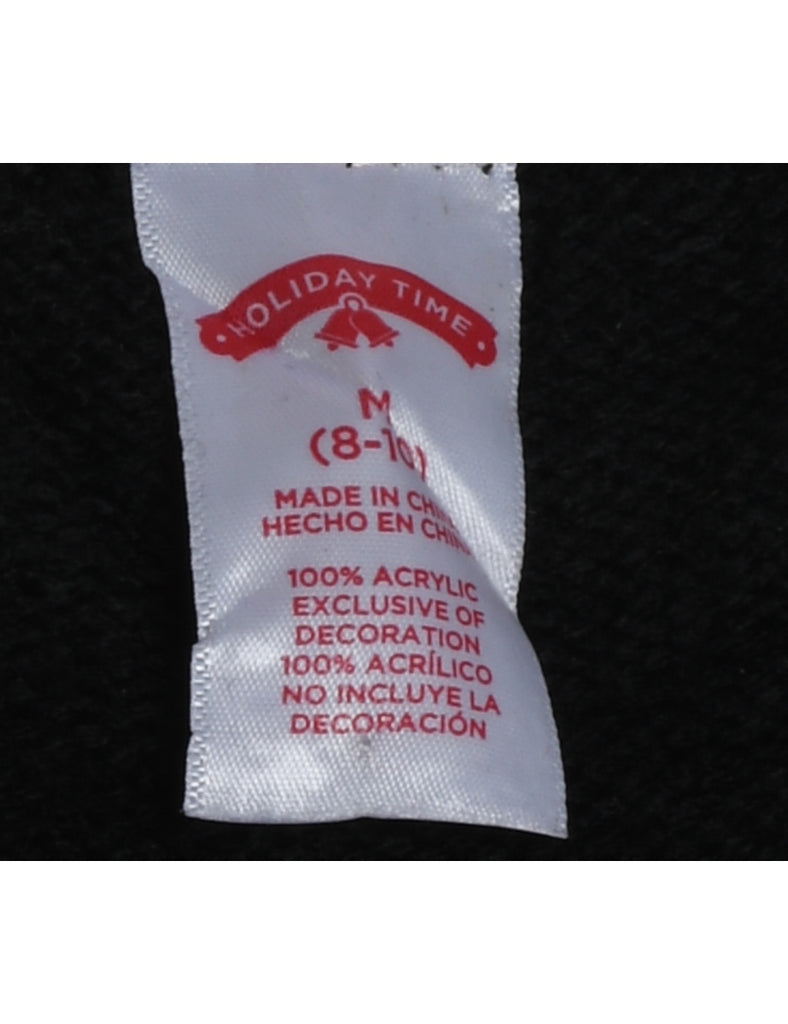 HOLIDAY TIME
M
(8-10)
MADE IN CHINA
HECHO EN CHINA
100% ACRYLIC
EXCLUSIVE OF
DECORATION
100% ACRÍLICO
NO INCLUYE LA
DECORACIÓN